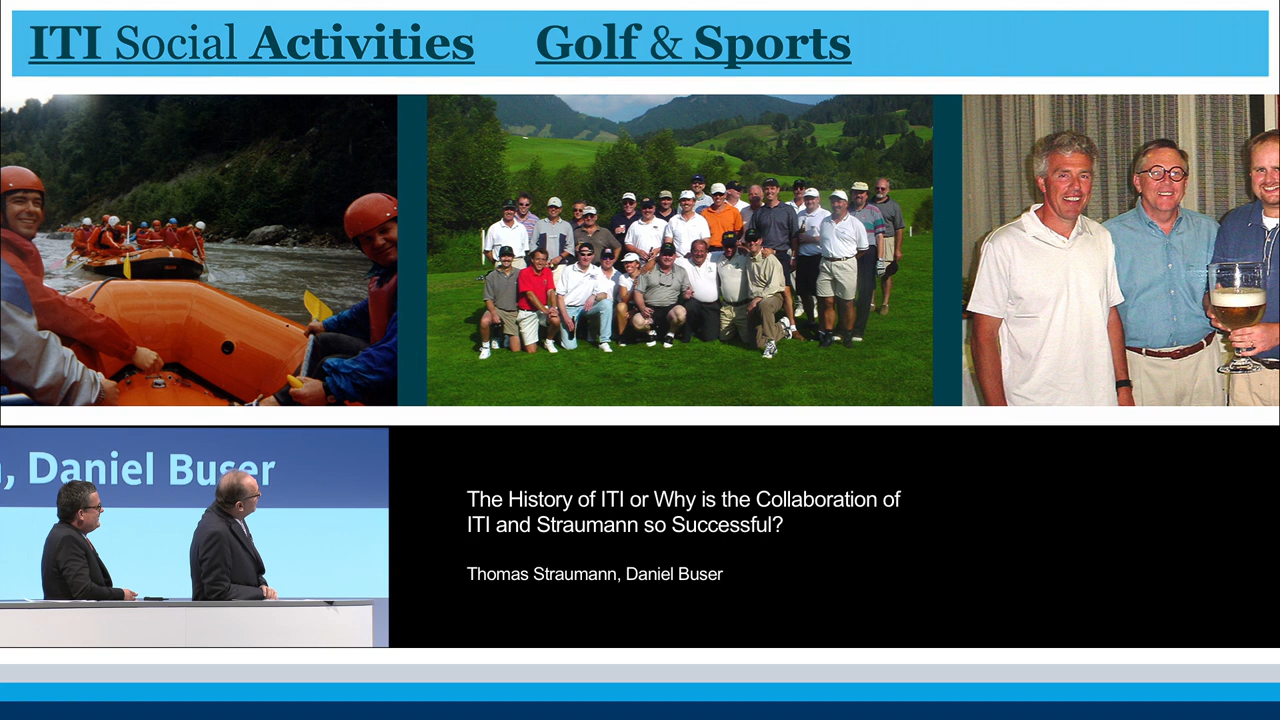 ITI Social Activities Golf & Sports
, Daniel Buser
The History of ITI or Why is the Collaboration of
ITI and Straumann so Successful?
Thomas Straumann, Daniel Buser